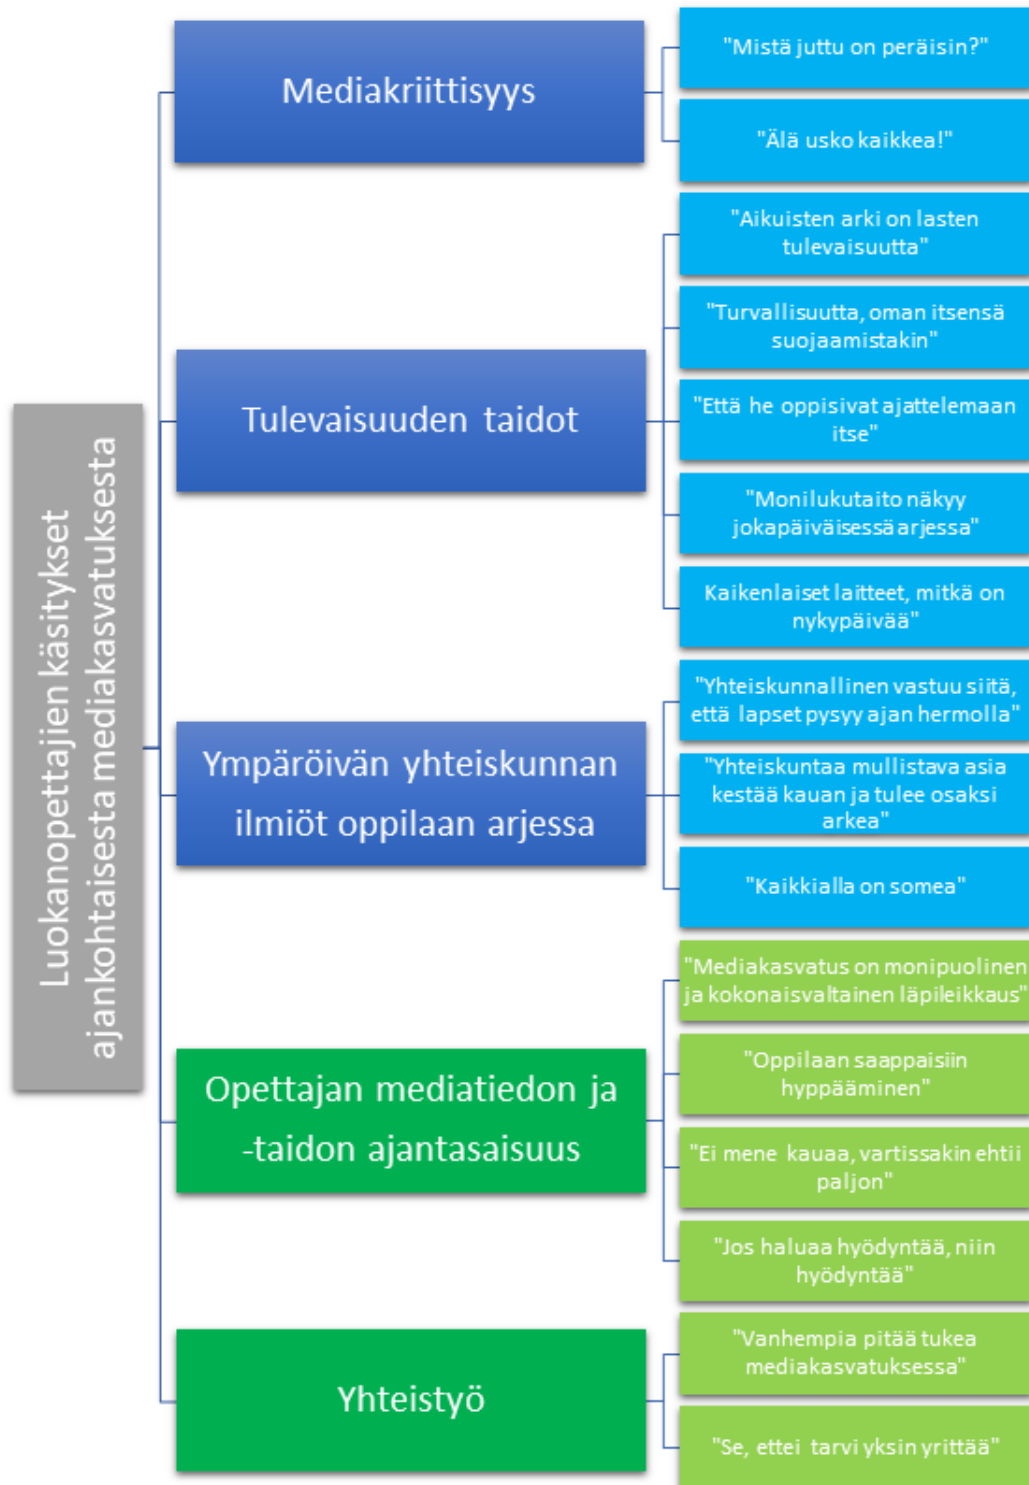 Luokanopettajien käsitykset
ajankohtaisesta mediakasvatuksesta
Mediakriittisyys
"Mistä juttu on peräisin?"
"Älä usko kaikkea!"
Tulevaisuuden taidot
"Aikuisten arki on lasten
tulevaisuutta"
"Turvallisuutta, oman itsensä
suojaamistakin"
"Että he oppisivat ajattelemaan
itse"
"Monilukutaito näkyy
jokapäiväisessä arjessa"
Kaikenlaiset laitteet, mitkä on
nykypäivää"
Ympäröivän yhteiskunnan
ilmiöt oppilaan arjessa
"Yhteiskunnallinen vastuu siitä,
että lapset pysyy ajan hermolla"
"Yhteiskuntaa mullistava asia
kestää kauan ja tulee osaksi
arkea"
"Kaikkialla on somea"
Opettajan mediatiedon ja
-taidon ajantasaisuus
"Mediakasvatus on monipuolinen
ja kokonaisvaltainen läpileikkaus"
"Oppilaan saappaisiin
hyppääminen"
"Ei mene kauaa, vartissakin ehtii
paljon"
"Jos haluaa hyödyntää, niin
hyödyntää"
Yhteistyö
"Vanhempia pitää tukea
mediakasvatuksessa"
"Se, ettei tarvi yksin yrittää"